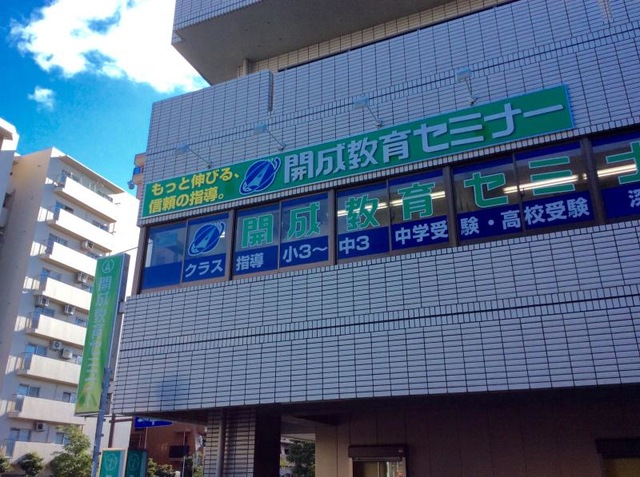 もっと伸びる、
信頼の指導。
開成教育セミナー
開成教育セミナ
クラス指導 小3～中3 中学受験・高校受験
開成教育セミナー